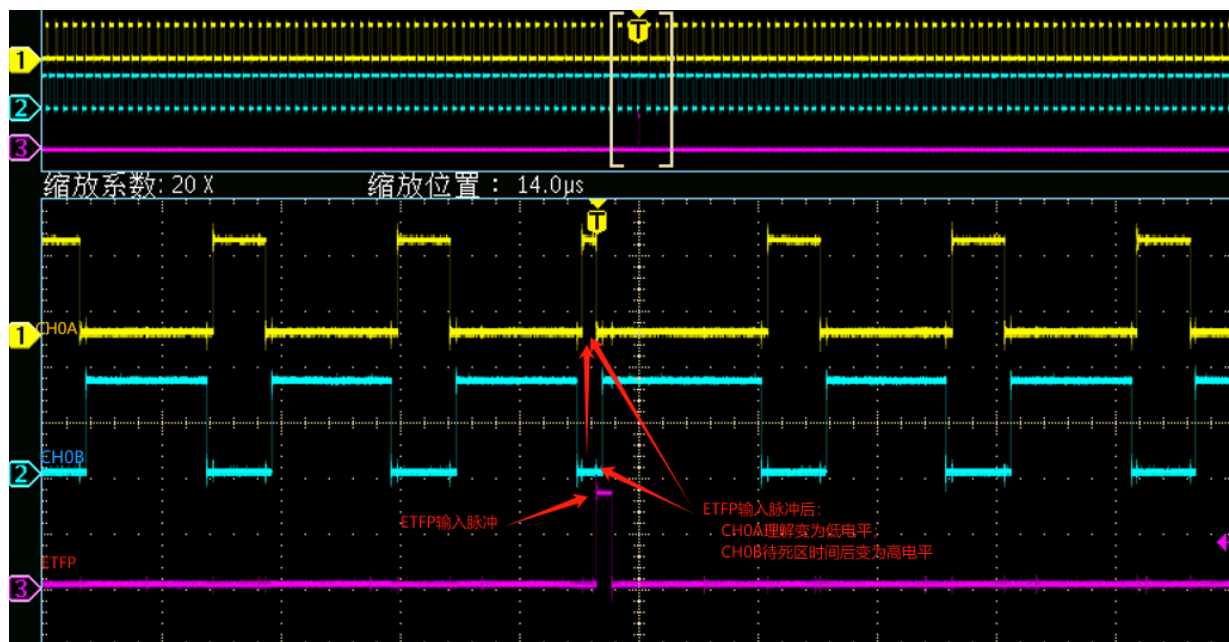 T
1
2
3
缩放系数: 20 X 缩放位置： 14.0μs
T
1 CH0A
CH0B
2
ETFP输入脉冲
ETFP输入脉冲后：
CH0A理解变为低电平；
CH0B待死区时间后变为高电平
ETFP
3